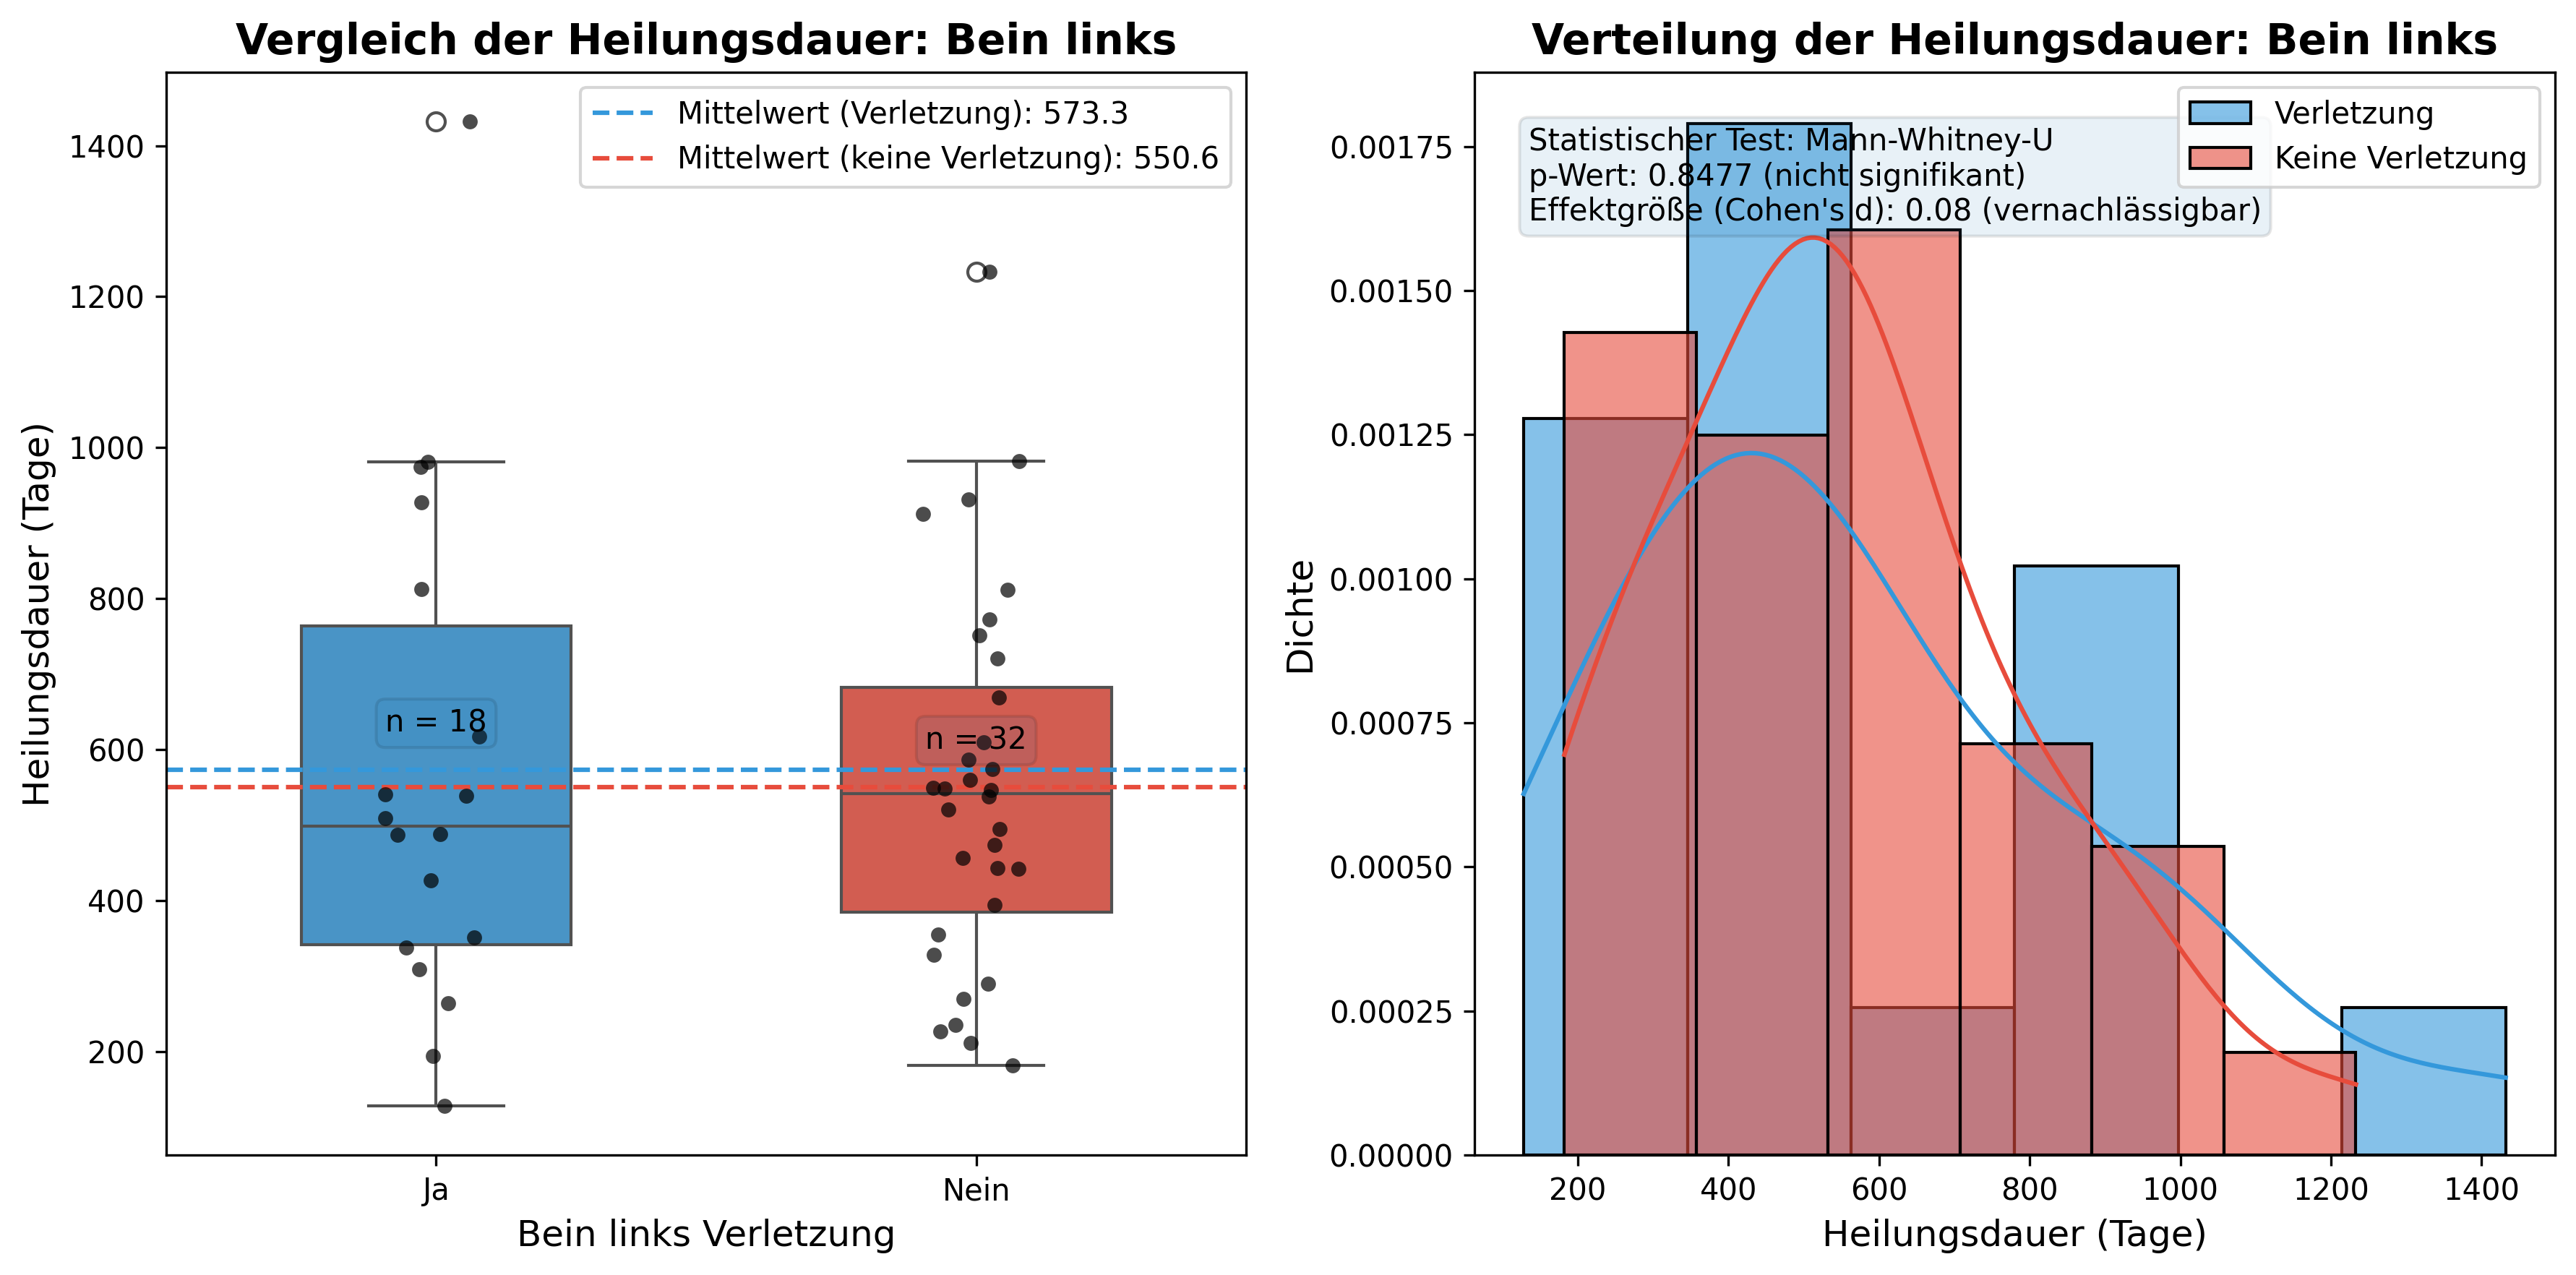 Vergleich der Heilungsdauer: Bein links
Mittelwert (Verletzung): 573.3
Mittelwert (keine Verletzung): 550.6
Heilungsdauer (Tage)
1400
1200
1000
800
600
400
200
n = 18
n = 32
Ja
Nein
Bein links Verletzung
Verteilung der Heilungsdauer: Bein links
Verletzung
Keine Verletzung
Statistischer Test: Mann-Whitney-U
p-Wert: 0.8477 (nicht signifikant)
Effektgröße (Cohen's d): 0.08 (vernachlässigbar)
Dichte
0.00175
0.00150
0.00125
0.00100
0.00075
0.00050
0.00025
0.00000
200 400 600 800 1000 1200 1400
Heilungsdauer (Tage)